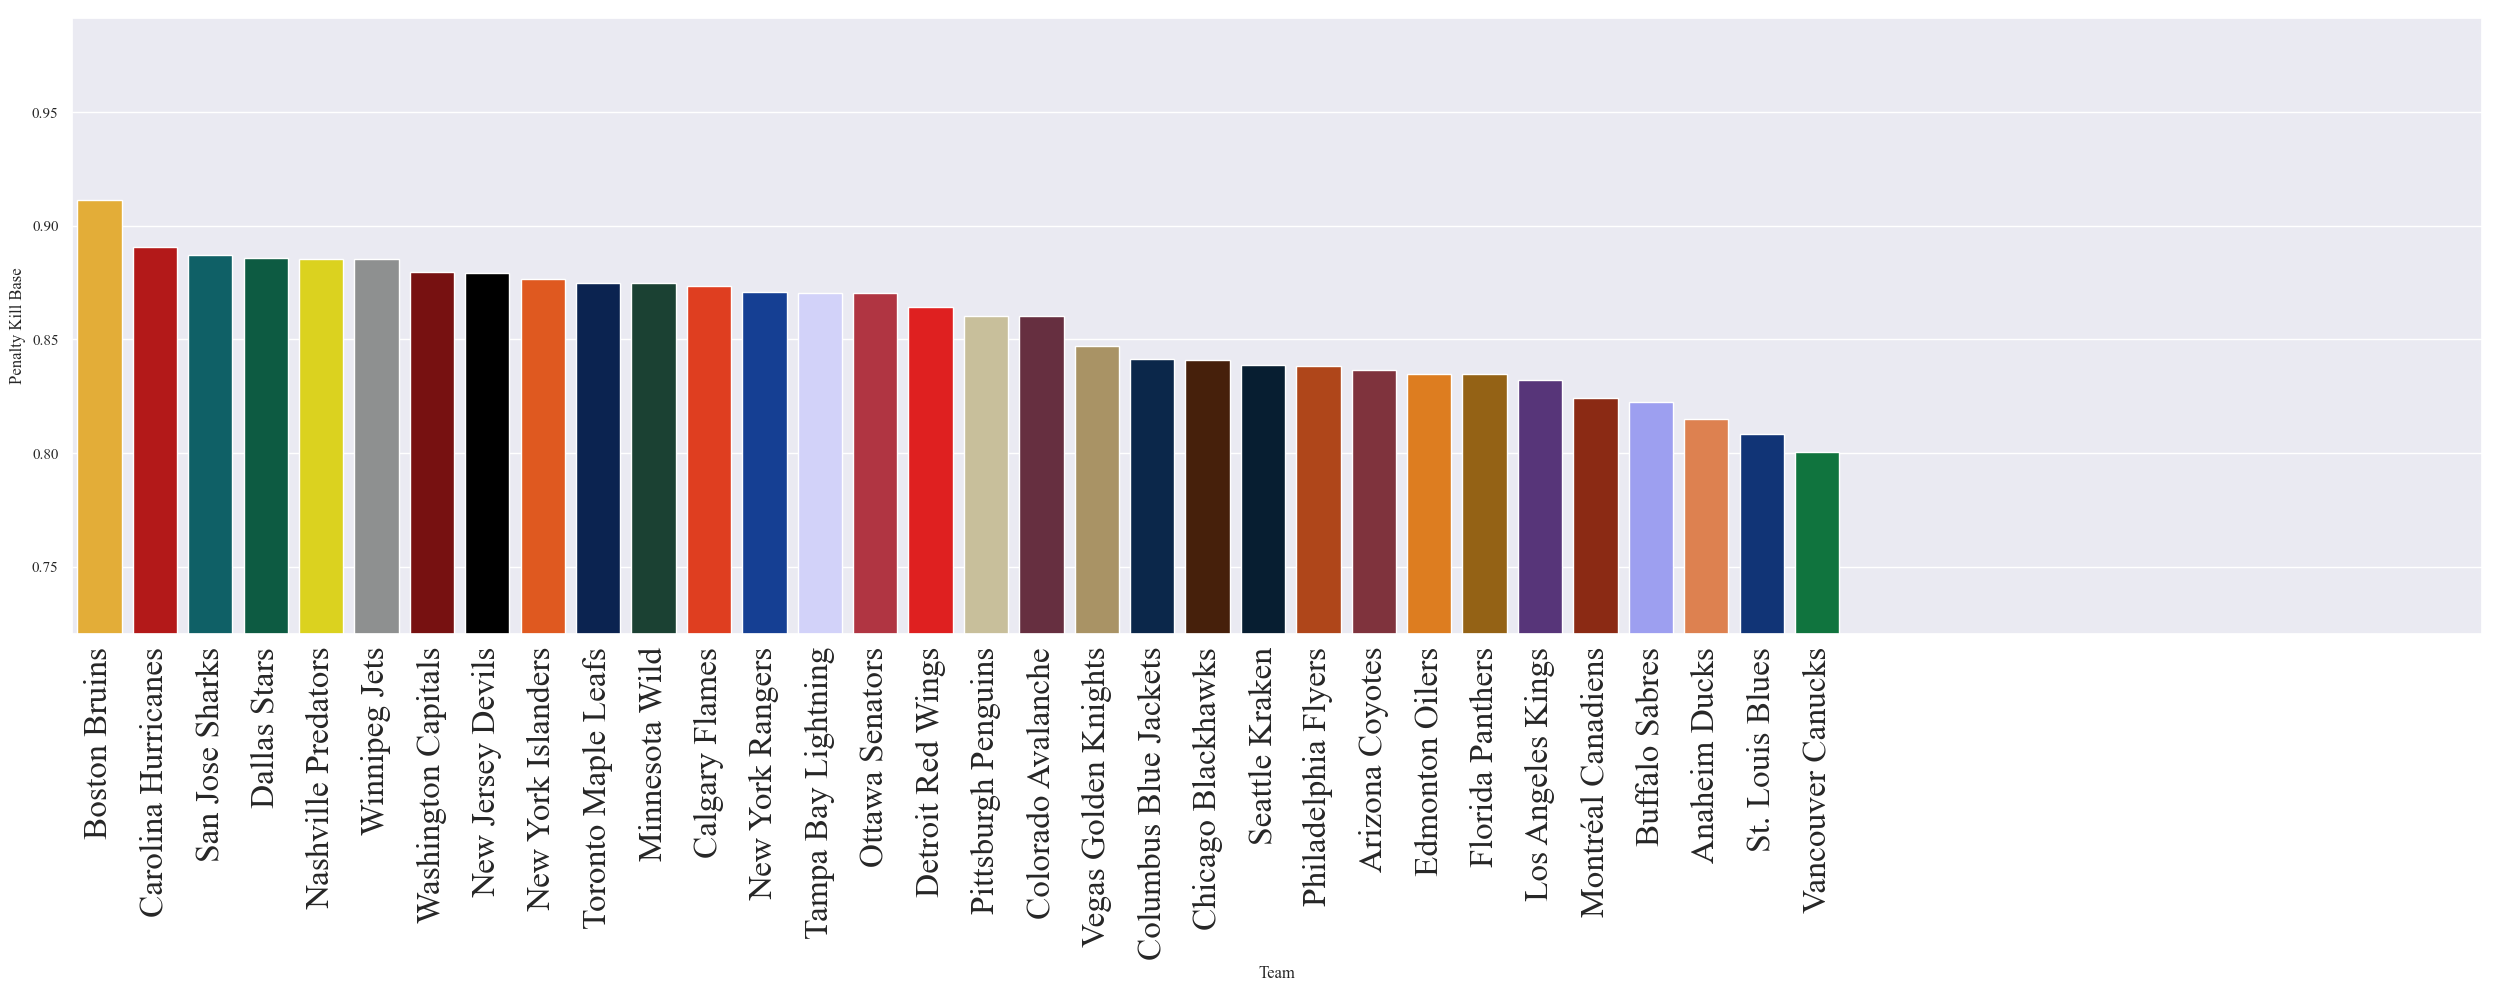 0.95
0.90
0.85
0.80
0.75
Penalty Kill Base
Boston Bruins
Carolina Hurricanes
San Jose Sharks
Dallas Stars
Nashville Predators
Winnipeg Jets
Washington Capitals
New Jersey Devils
New York Islanders
Toronto Maple Leafs
Minnesota Wild
Calgary Flames
New York Rangers
Tampa Bay Lightning
Ottawa Senators
Detroit Red Wings
Pittsburgh Penguins
Colorado Avalanche
Vegas Golden Knights
Columbus Blue Jackets
Chicago Blackhawks
Seattle Kraken
Philadelphia Flyers
Arizona Coyotes
Edmonton Oilers
Florida Panthers
Los Angeles Kings
Montréal Canadiens
Buffalo Sabres
Anaheim Ducks
St. Louis Blues
Vancouver Canucks
Team